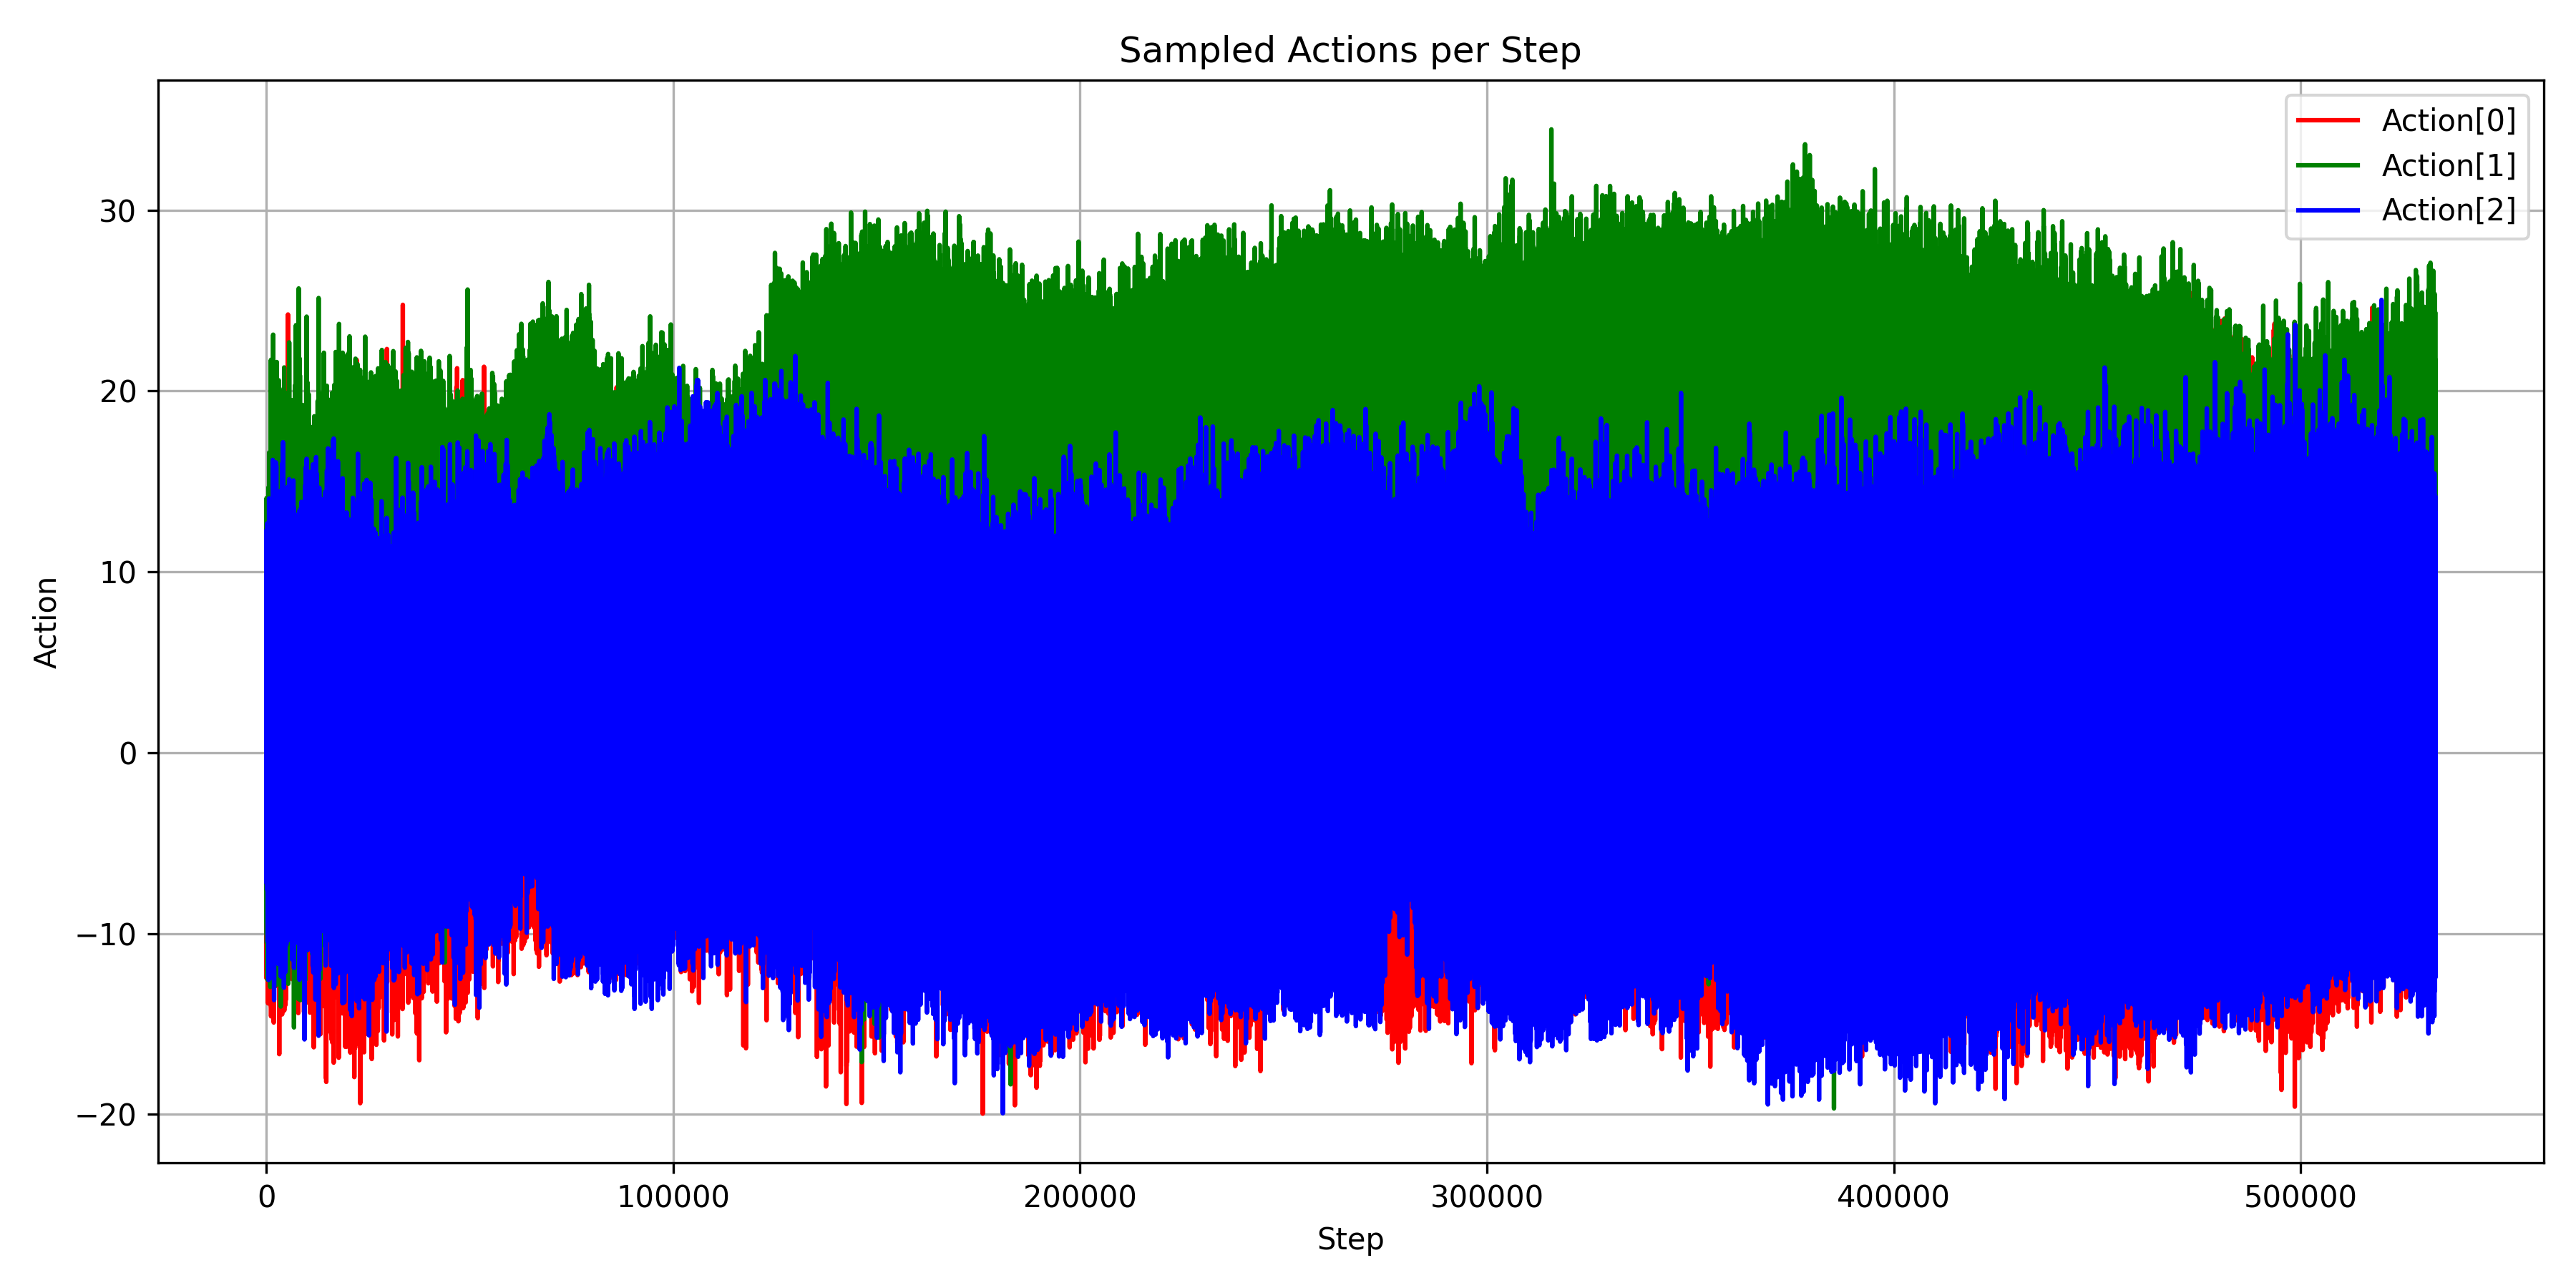 Sampled Actions per Step
Action[0]
Action[1]
Action[2]
30
20
10
0
−10
−20
Action
0 100000 200000 300000 400000 500000
Step